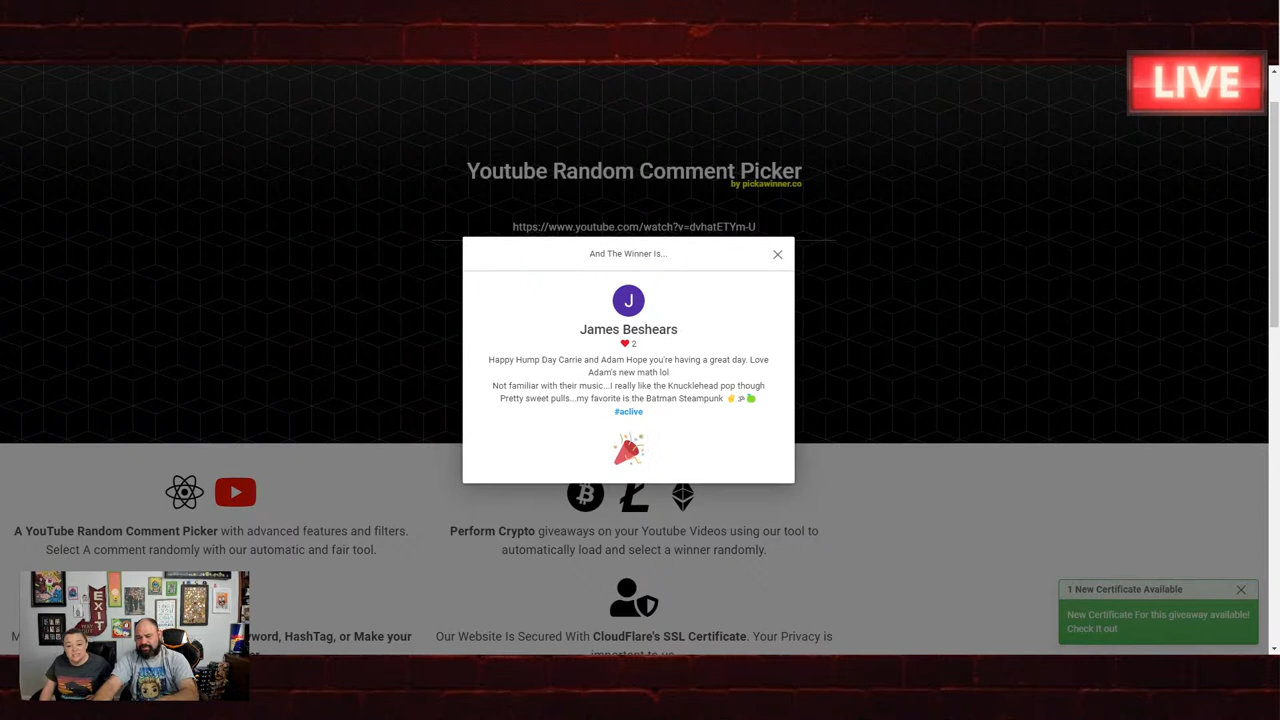 LIVE
Youtube Random Comment Picker
by pickawinner.co
https://www.youtube.com/watch?v=dvhatETYm-U
And The Winner Is...
J
James Beshears
2
Happy Hump Day Carrie and Adam Hope you're having a great day. Love
Adam's new math lol
Not familiar with their music...I really like the Knucklehead pop though
Pretty sweet pulls...my favorite is the Batman Steampunk
#aclive
A YouTube Random Comment Picker with advanced features and filters.
Select A comment randomly with our automatic and fair tool.
Perform Crypto giveaways on your Youtube Videos using our tool to
automatically load and select a winner randomly.
1 New Certificate Available
New Certificate For this giveaway available!
Check it out
word, HashTag, or Make your
Our Website Is Secured With CloudFlare's SSL Certificate. Your Privacy is
important to us
EXIT